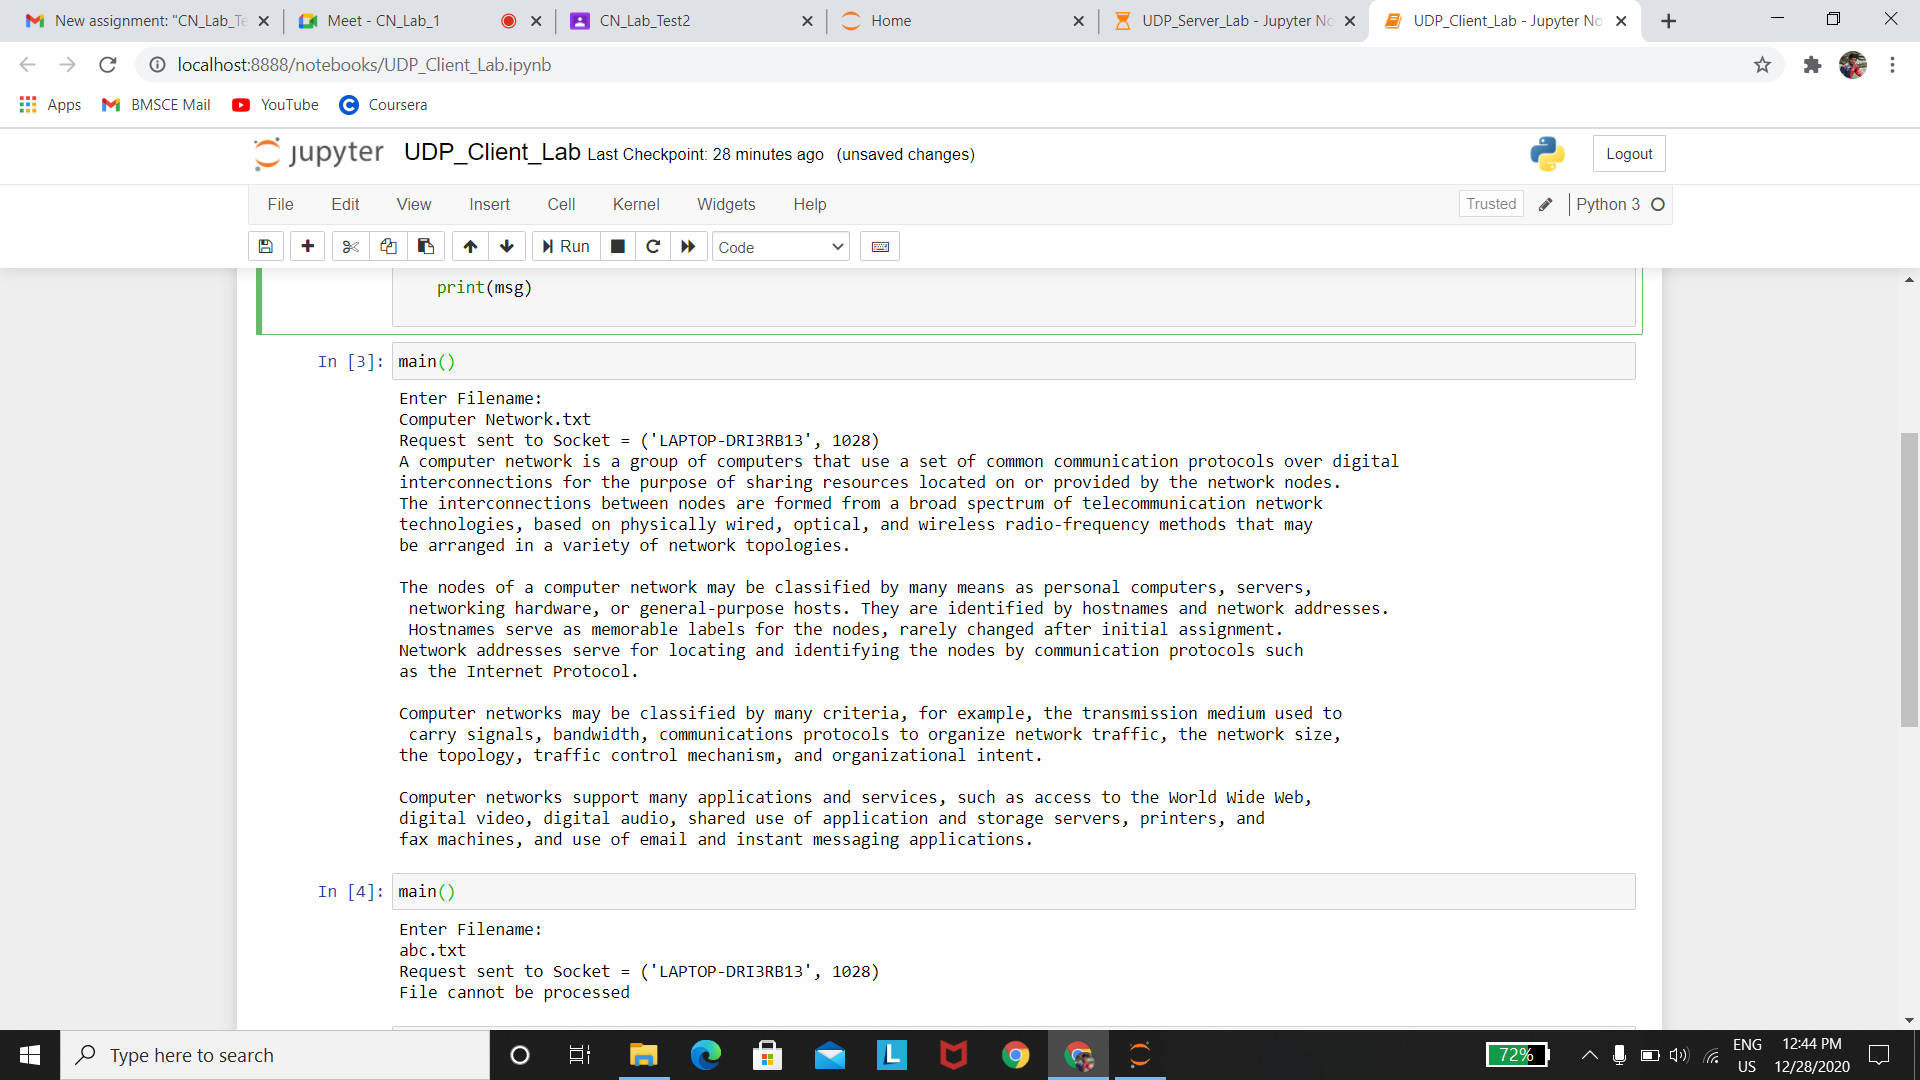 New assignment: "CN_Lab_Te
Meet - CN_Lab_1
CN_Lab_Test2
Home
UDP_Server_Lab - Jupyter No
UDP_Client_Lab - Jupyter No
localhost:8888/notebooks/UDP_Client_Lab.ipynb
Apps
BMSCE Mail
YouTube
Coursera
jupyter
UDP_Client_Lab Last Checkpoint: 28 minutes ago (unsaved changes)
Logout
File Edit View Insert Cell Kernel Widgets Help
Trusted
Python 3
Run
Code
print(msg)
In [3]: main()
Enter Filename:
Computer Network.txt
Request sent to Socket = ('LAPTOP-DRI3RB13', 1028)
A computer network is a group of computers that use a set of common communication protocols over digital
interconnections for the purpose of sharing resources located on or provided by the network nodes.
The interconnections between nodes are formed from a broad spectrum of telecommunication network
technologies, based on physically wired, optical, and wireless radio-frequency methods that may
be arranged in a variety of network topologies.
The nodes of a computer network may be classified by many means as personal computers, servers,
networking hardware, or general-purpose hosts. They are identified by hostnames and network addresses.
Hostnames serve as memorable labels for the nodes, rarely changed after initial assignment.
Network addresses serve for locating and identifying the nodes by communication protocols such
as the Internet Protocol.
Computer networks may be classified by many criteria, for example, the transmission medium used to
carry signals, bandwidth, communications protocols to organize network traffic, the network size,
the topology, traffic control mechanism, and organizational intent.
Computer networks support many applications and services, such as access to the World Wide Web,
digital video, digital audio, shared use of application and storage servers, printers, and
fax machines, and use of email and instant messaging applications.
In [4]: main()
Enter Filename:
abc.txt
Request sent to Socket = ('LAPTOP-DRI3RB13', 1028)
File cannot be processed
Type here to search
L
72%
ENG
US
12:44 PM
12/28/2020